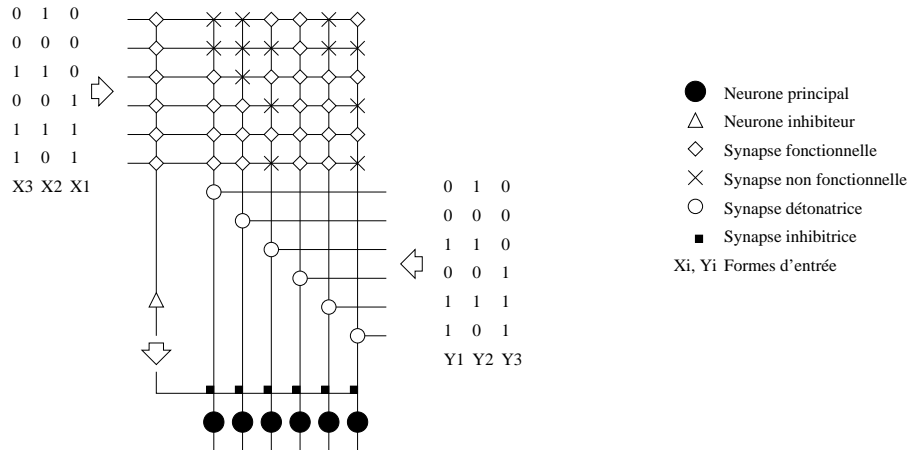 0 1 0
0 0 0
1 1 0
0 0 1
1 1 1
1 0 1
X3 X2 X1
0 1 0
0 0 0
1 1 0
0 0 1
1 1 1
1 0 1
Y1 Y2 Y3
Neurone principal
Neurone inhibiteur
Synapse fonctionnelle
Synapse non fonctionnelle
Synapse détonatrice
Synapse inhibitrice
Xi, Yi Formes d'entrée